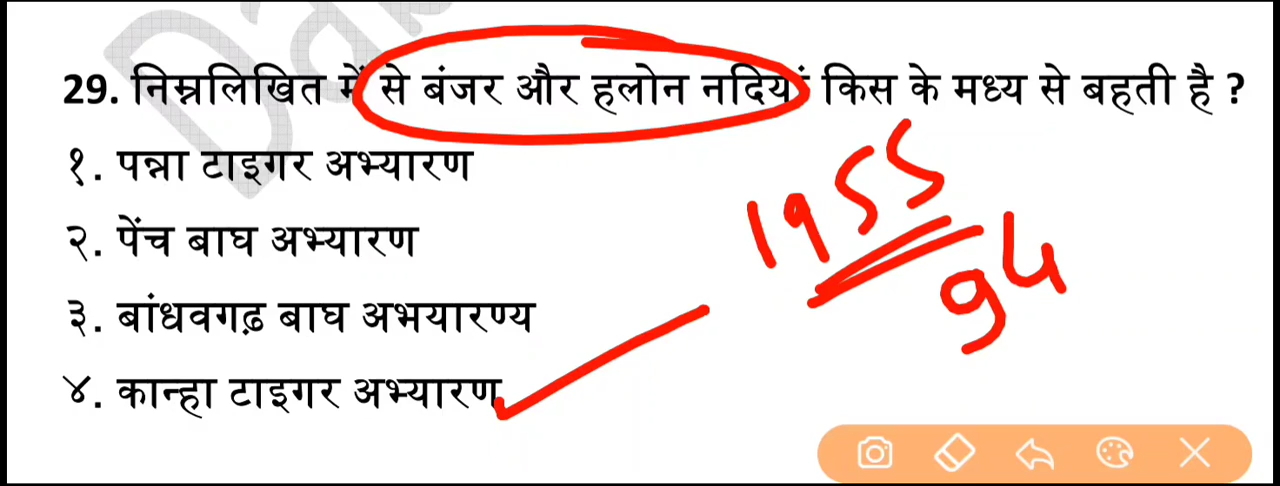 29. निम्नलिखित में से बंजर और हलोन नदियां किस के मध्य से बहती है ?
१. पन्ना टाइगर अभ्यारण
२. पेंच बाघ अभ्यारण
३. बांधवगढ़ बाघ अभयारण्य
४. कान्हा टाइगर अभ्यारण
1955